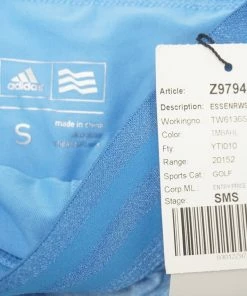 adidas
S
made in china
Article: Z9794
Description: ESSENRWS
Workingno: TW6136S
Color:
Fty YTI010
Range: 20152
Sports Cat.: GOLF
Corp.ML.:
Stage: SMS